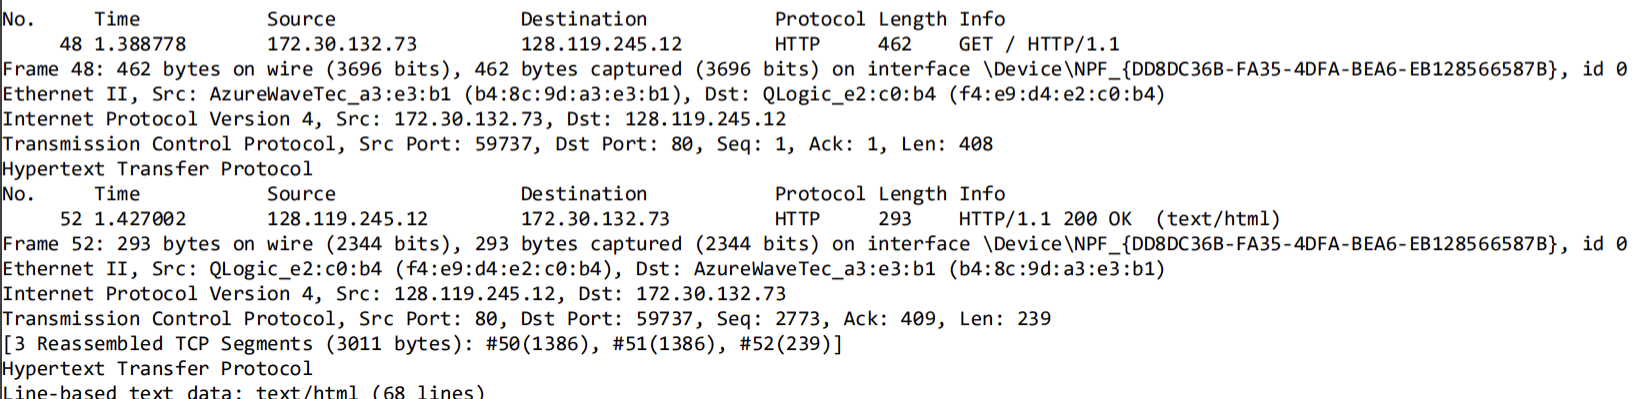 No. Time Source Destination Protocol Length Info
48 1.388778 172.30.132.73 128.119.245.12 HTTP 462 GET / HTTP/1.1
Frame 48: 462 bytes on wire (3696 bits), 462 bytes captured (3696 bits) on interface \Device\NPF_{DD8DC36B-FA35-4DFA-BEA6-EB128566587B}, id 0
Ethernet II, Src: AzureWaveTec_a3:e3:b1 (b4:8c:9d:a3:e3:b1), Dst: QLogic_e2:c0:b4 (f4:e9:d4:e2:c0:b4)
Internet Protocol Version 4, Src: 172.30.132.73, Dst: 128.119.245.12
Transmission Control Protocol, Src Port: 59737, Dst Port: 80, Seq: 1, Ack: 1, Len: 408
Hypertext Transfer Protocol
No. Time Source Destination Protocol Length Info
52 1.427002 128.119.245.12 172.30.132.73 HTTP 293 HTTP/1.1 200 OK (text/html)
Frame 52: 293 bytes on wire (2344 bits), 293 bytes captured (2344 bits) on interface \Device\NPF_{DD8DC36B-FA35-4DFA-BEA6-EB128566587B}, id 0
Ethernet II, Src: QLogic_e2:c0:b4 (f4:e9:d4:e2:c0:b4), Dst: AzureWaveTec_a3:e3:b1 (b4:8c:9d:a3:e3:b1)
Internet Protocol Version 4, Src: 128.119.245.12, Dst: 172.30.132.73
Transmission Control Protocol, Src Port: 80, Dst Port: 59737, Seq: 2773, Ack: 409, Len: 239
[3 Reassembled TCP Segments (3011 bytes): #50(1386), #51(1386), #52(239)]
Hypertext Transfer Protocol
Line-based text data: text/html (68 lines)